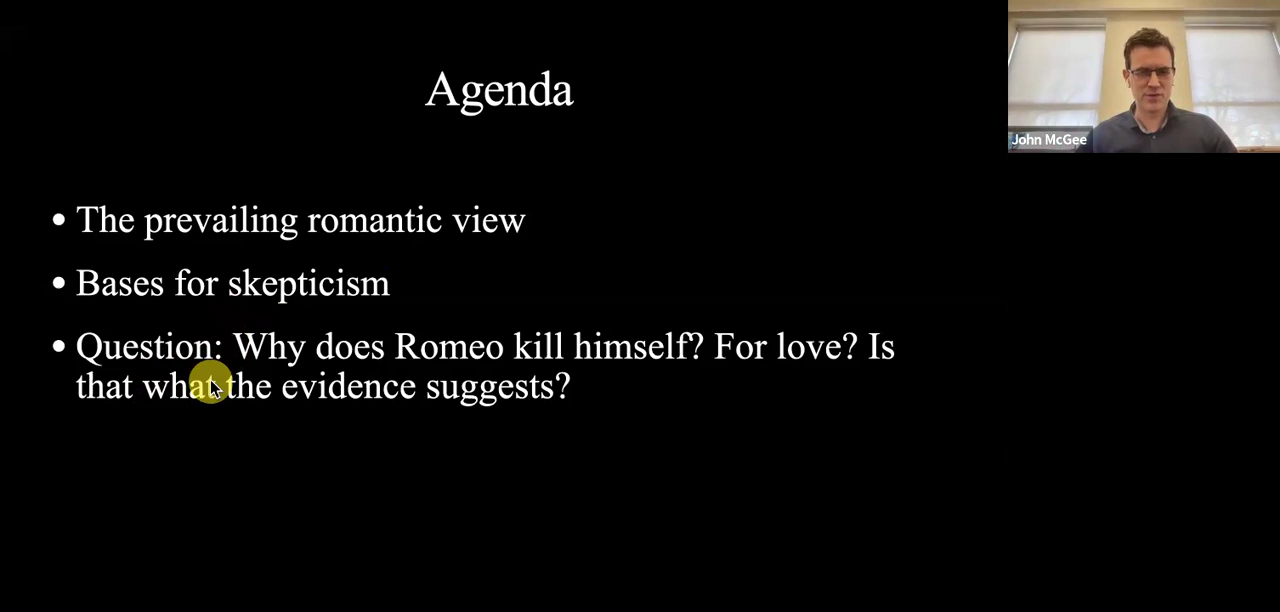 Agenda
John McGee
• The prevailing romantic view
• Bases for skepticism
• Question: Why does Romeo kill himself? For love? Is
that what the evidence suggests?